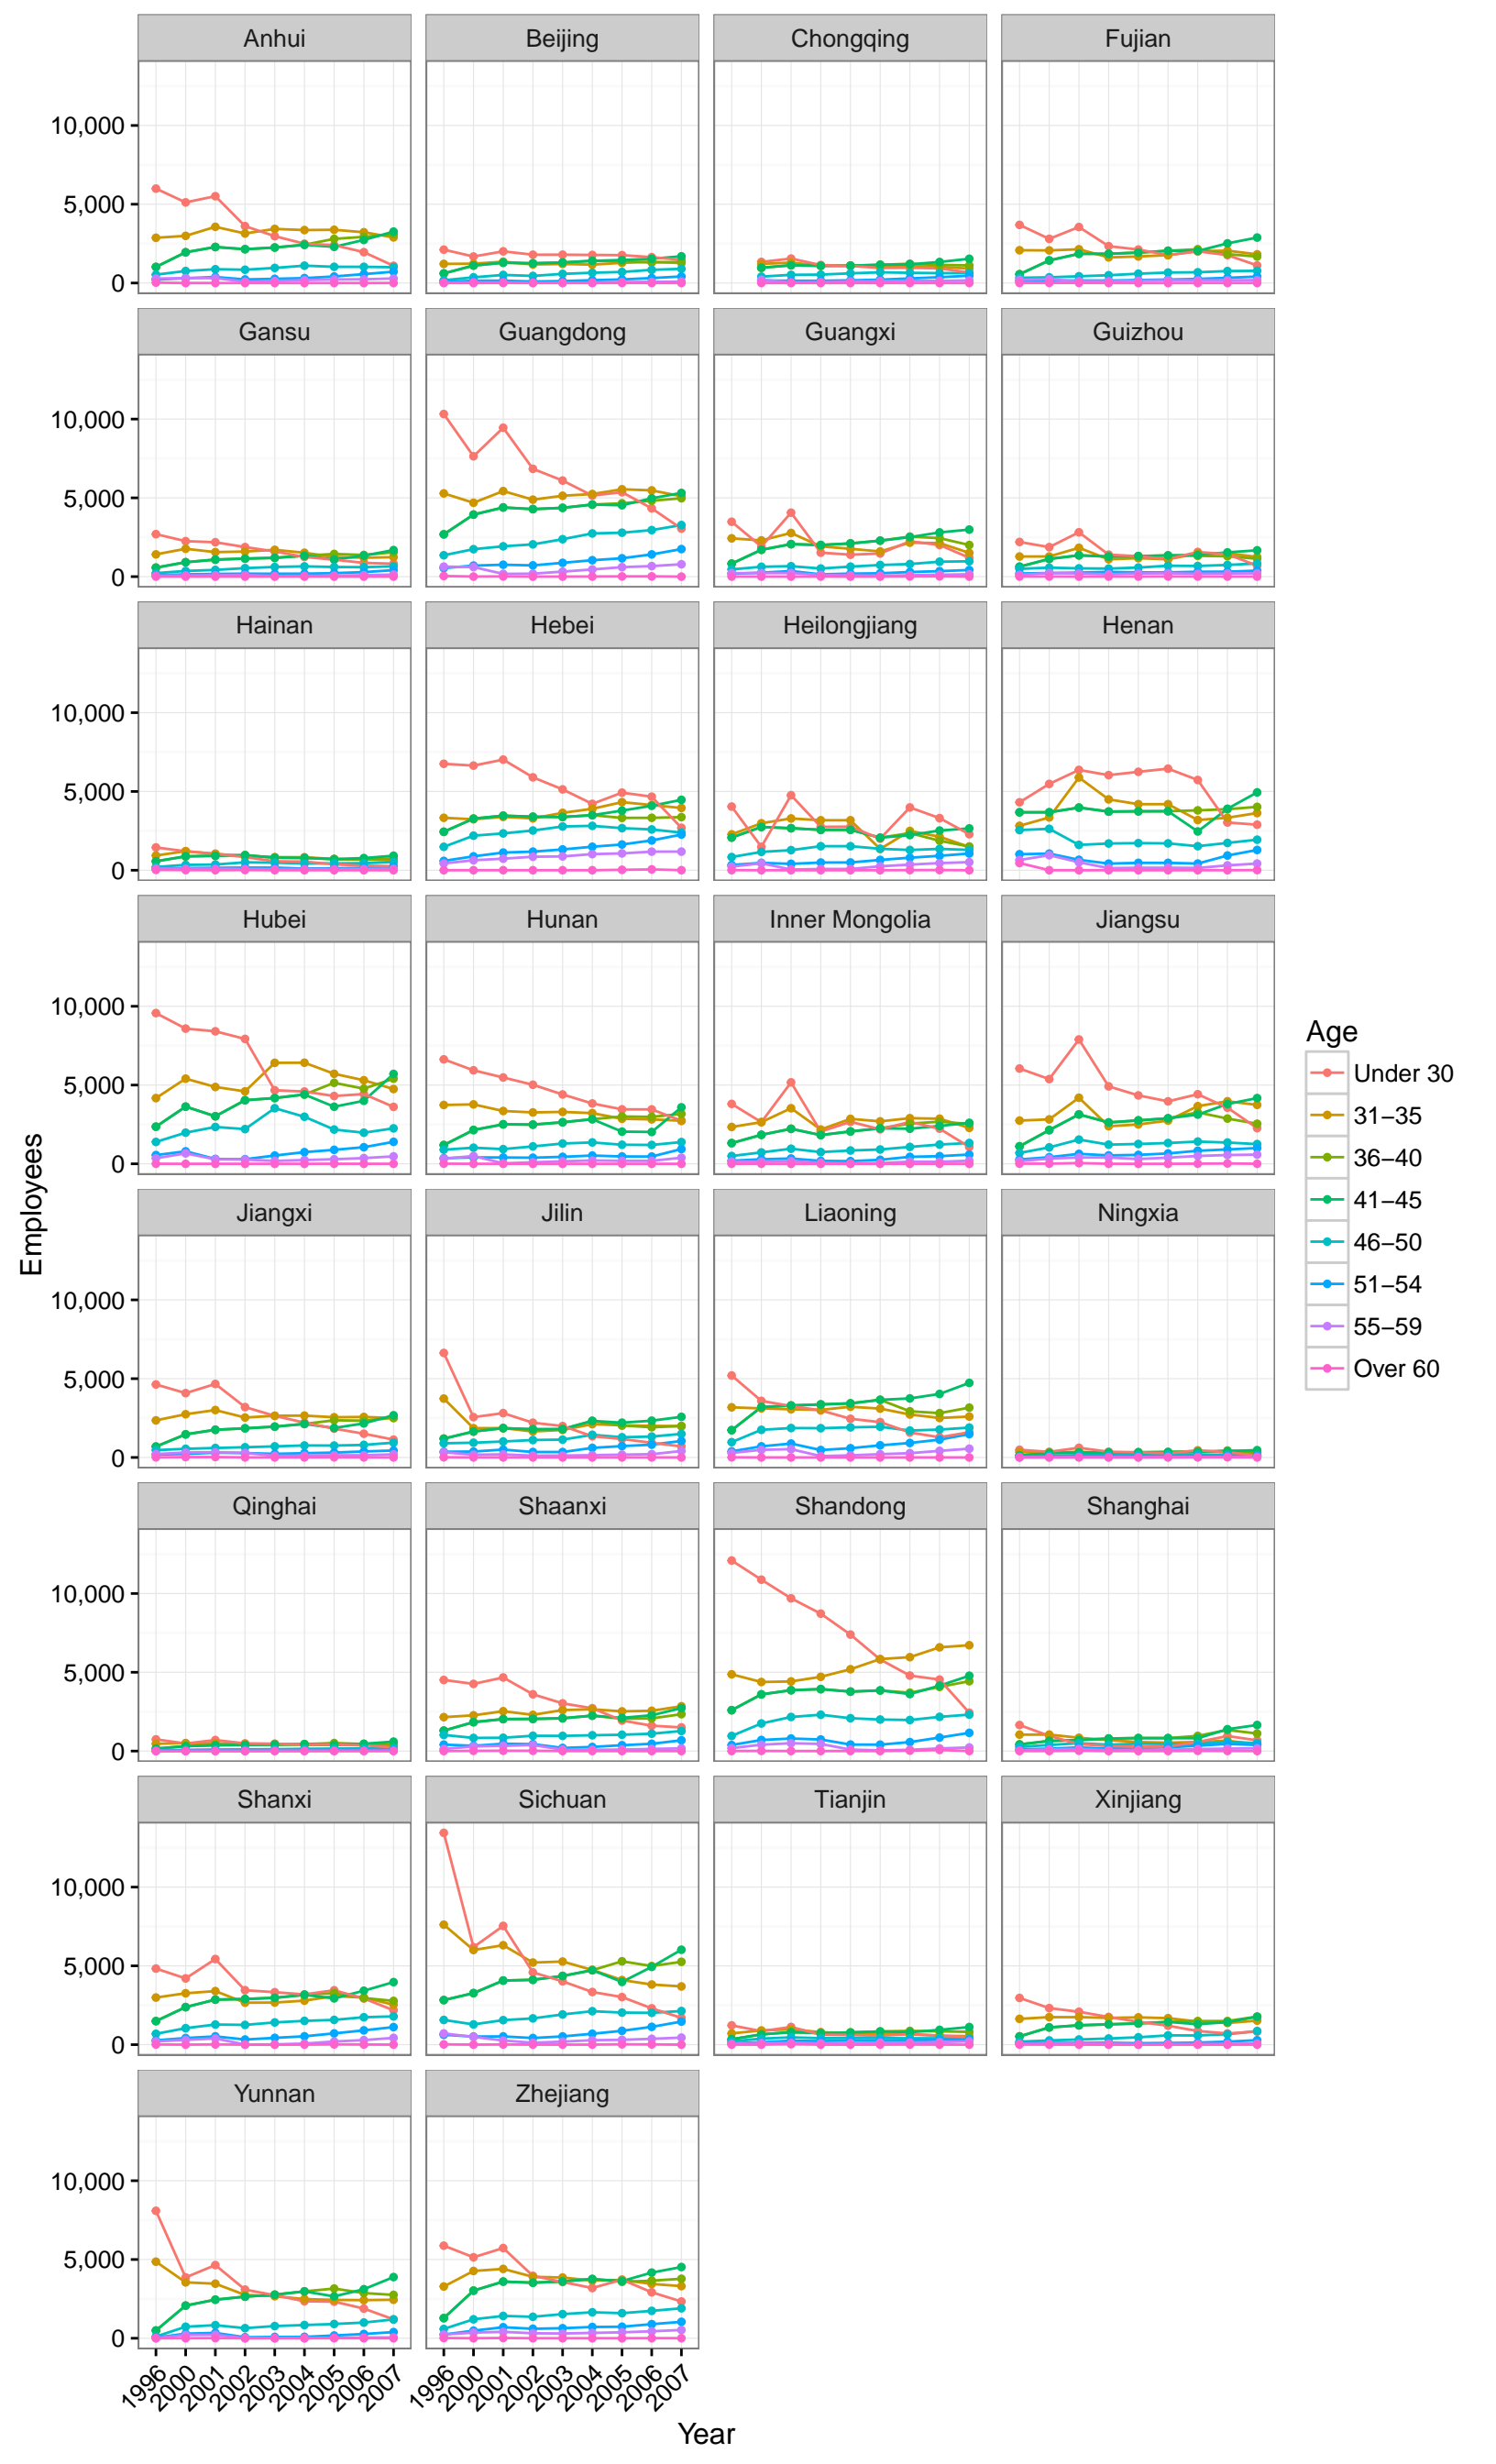 Anhui Beijing Chongqing Fujian
10,000
5,000
0
Gansu Guangdong Guangxi Guizhou
10,000
5,000
0
Hainan Hebei Heilongjiang Henan
10,000
5,000
0
Hubei Hunan Inner Mongolia Jiangsu
10,000
5,000
0
Jiangxi Jilin Liaoning Ningxia
10,000
5,000
0
Qinghai Shaanxi Shandong Shanghai
10,000
5,000
0
Shanxi Sichuan Tianjin Xinjiang
10,000
5,000
0
Yunnan Zhejiang
10,000
5,000
0
1996 2000 2001 2002 2003 2004 2005 2006 2007 1996 2000 2001 2002 2003 2004 2005 2006 2007
Year
Employees
Age
Under 30
31–35
36–40
41–45
46–50
51–54
55–59
Over 60